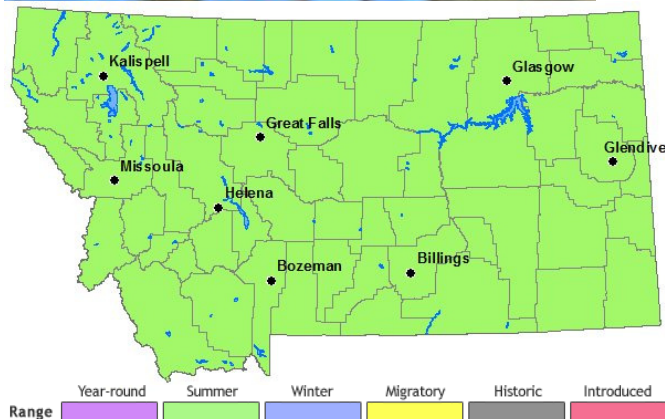 Kalispell
Glasgow
Great Falls
Glendive
Missoula
Helena
Bozeman
Billings
Year-round Summer Winter Migratory Historic Introduced
Range